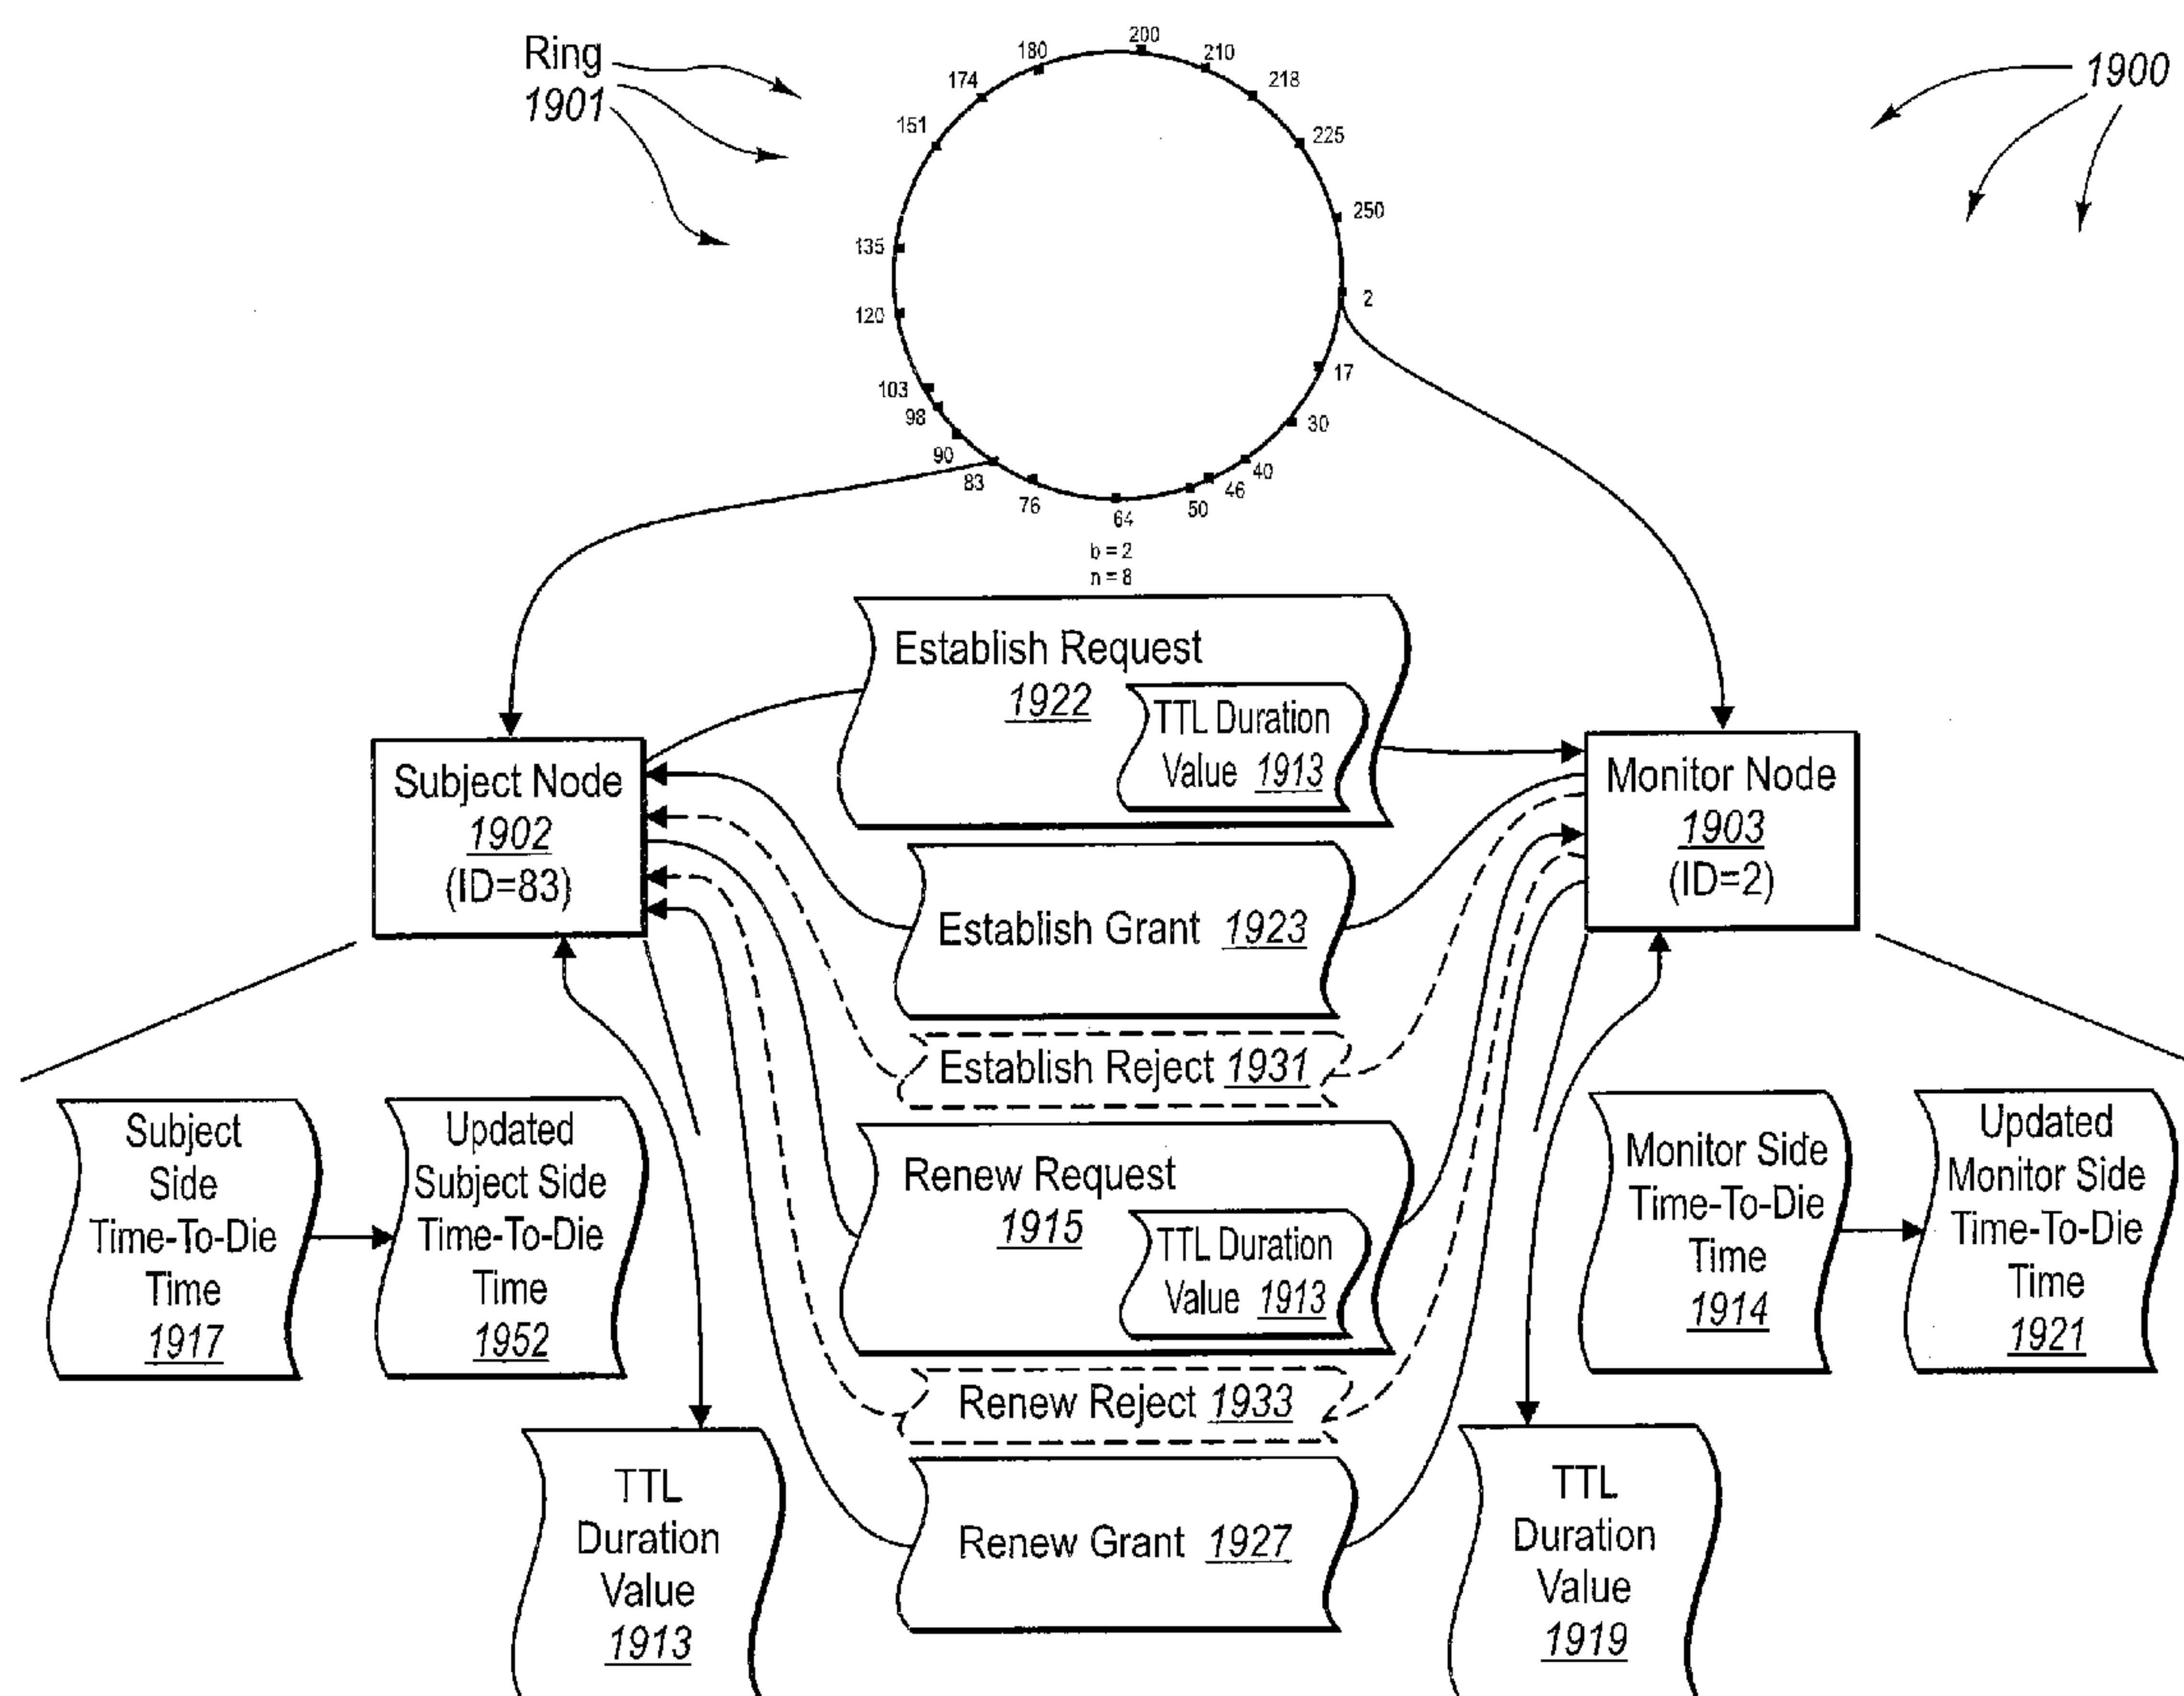 Ring
1901
1900
200
180
210
174
218
151
225
250
135
2
120
17
103
30
98
90
40
83
46
76
50
64
b = 2
n = 8
Establish Request
1922
TTL Duration
Value 1913
Subject Node
1902
(ID=83)
Monitor Node
1903
(ID=2)
Establish Grant 1923
Establish Reject 1931
Renew Request
1915
TTL Duration
Value 1913
Renew Reject 1933
Renew Grant 1927
Subject
Side
Time-To-Die
Time
1917
Updated
Subject Side
Time-To-Die
Time
1952
Monitor Side
Time-To-Die
Time
1914
Updated
Monitor Side
Time-To-Die
Time
1921
TTL
Duration
Value
1913
TTL
Duration
Value
1919